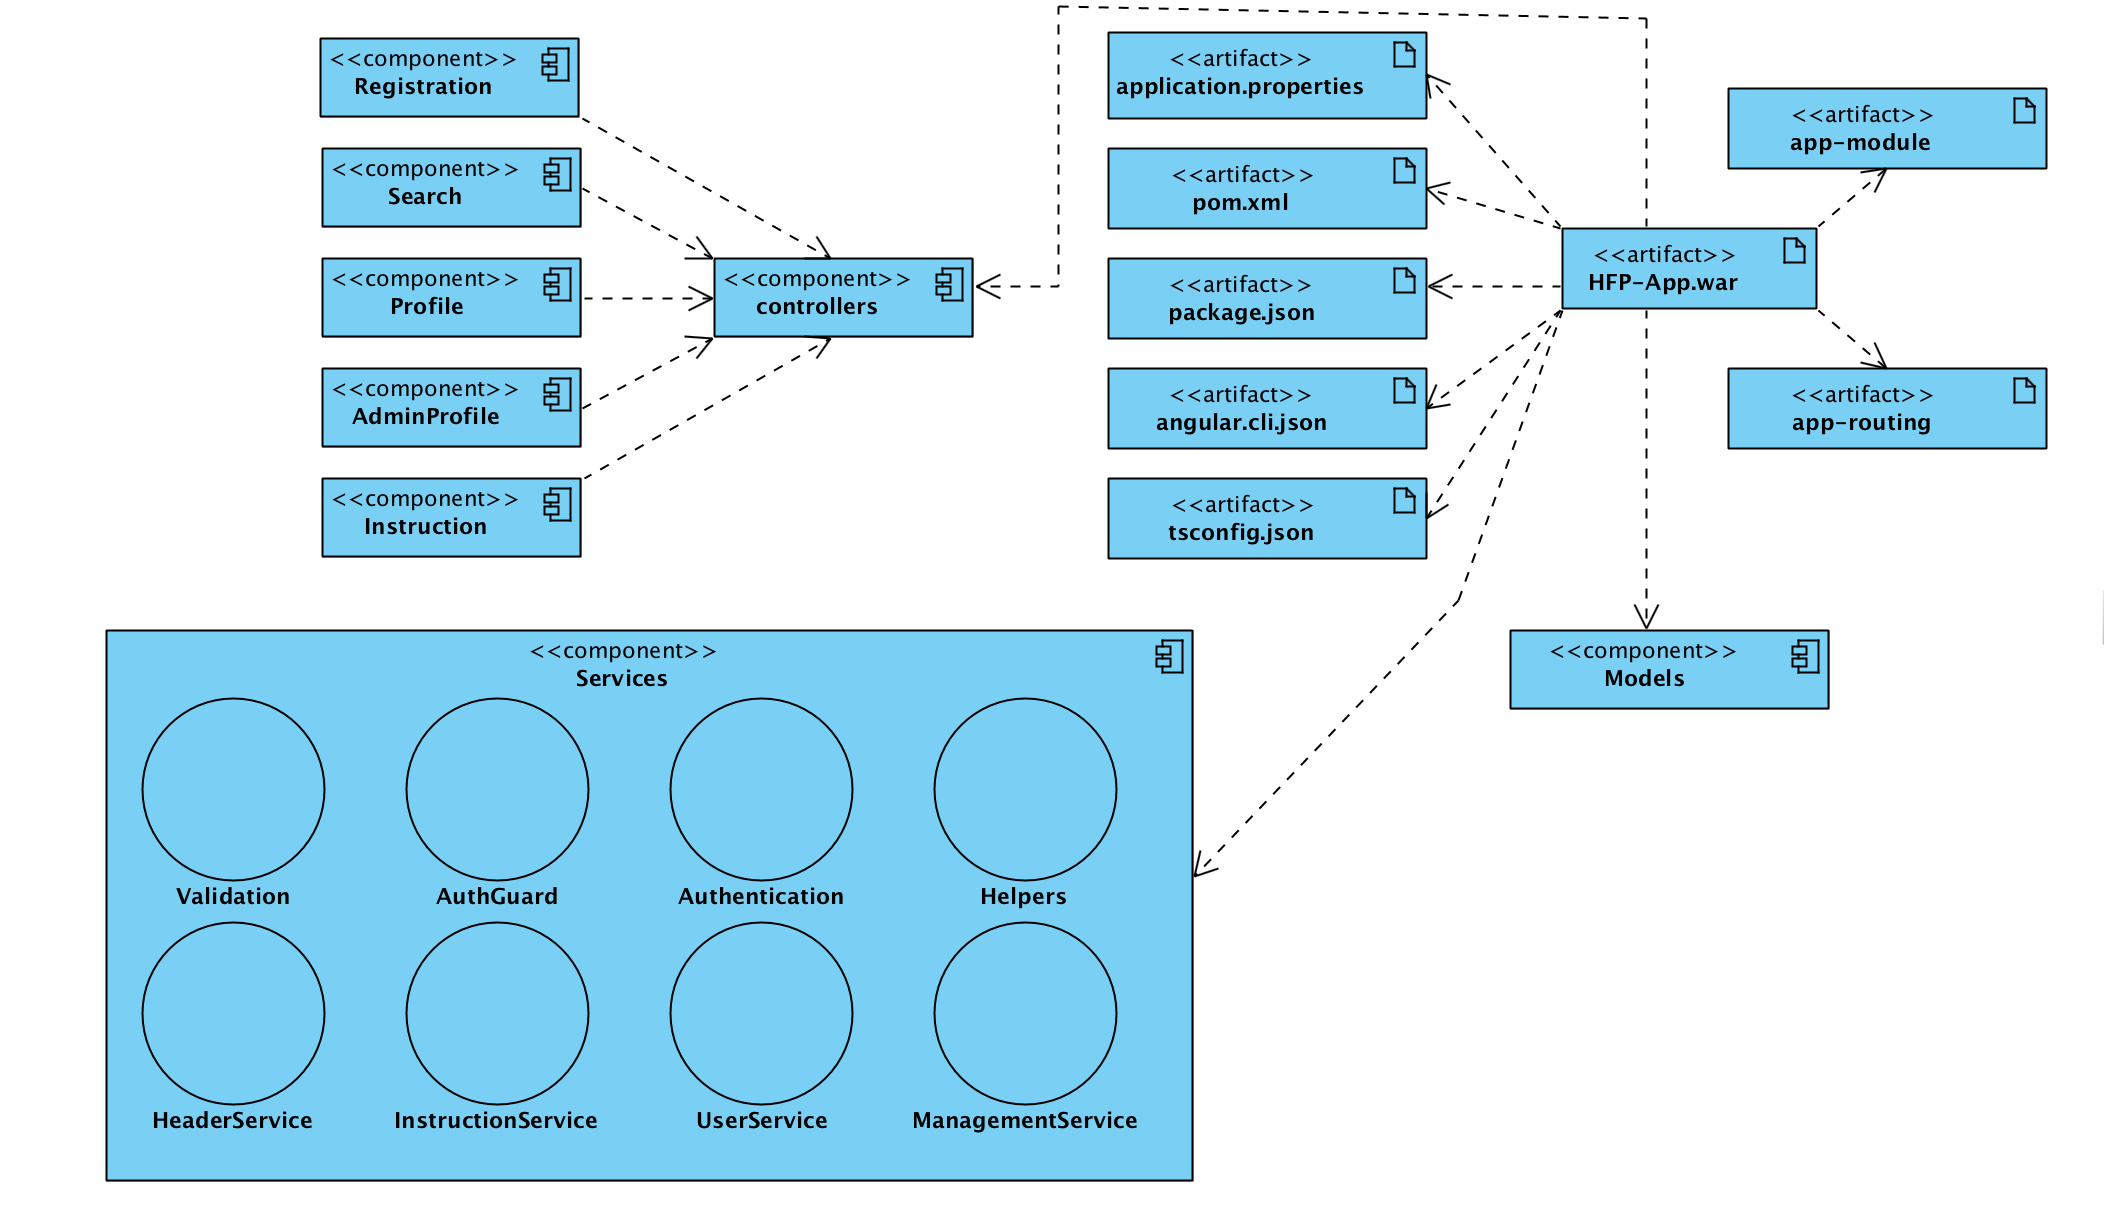 <<component>>
Registration
<<component>>
Search
<<component>>
Profile
<<component>>
AdminProfile
<<component>>
Instruction
<<component>>
controllers
<<artifact>>
application.properties
<<artifact>>
pom.xml
<<artifact>>
package.json
<<artifact>>
angular.cli.json
<<artifact>>
tsconfig.json
<<artifact>>
HFP-App.war
<<artifact>>
app-module
<<artifact>>
app-routing
<<component>>
Models
<<component>>
Services
Validation
AuthGuard
Authentication
Helpers
HeaderService
InstructionService
UserService
ManagementService